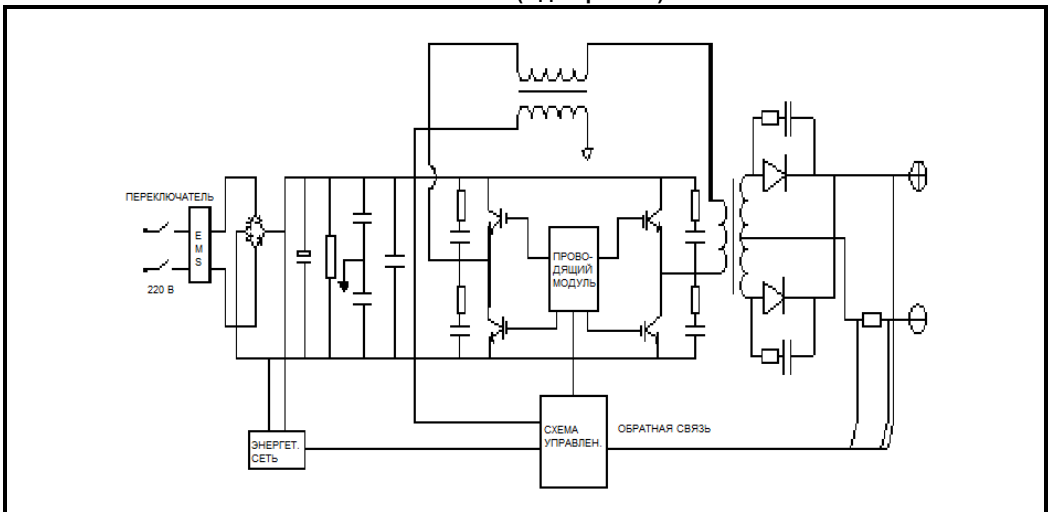 ПЕРЕКЛЮЧАТЕЛЬ
E
M
S
220 В
ПРОВО-
ДЯЩИЙ
МОДУЛЬ
СХЕМА
УПРАВЛЕН.
ОБРАТНАЯ СВЯЗЬ
ЭНЕРГЕТ.
СЕТЬ